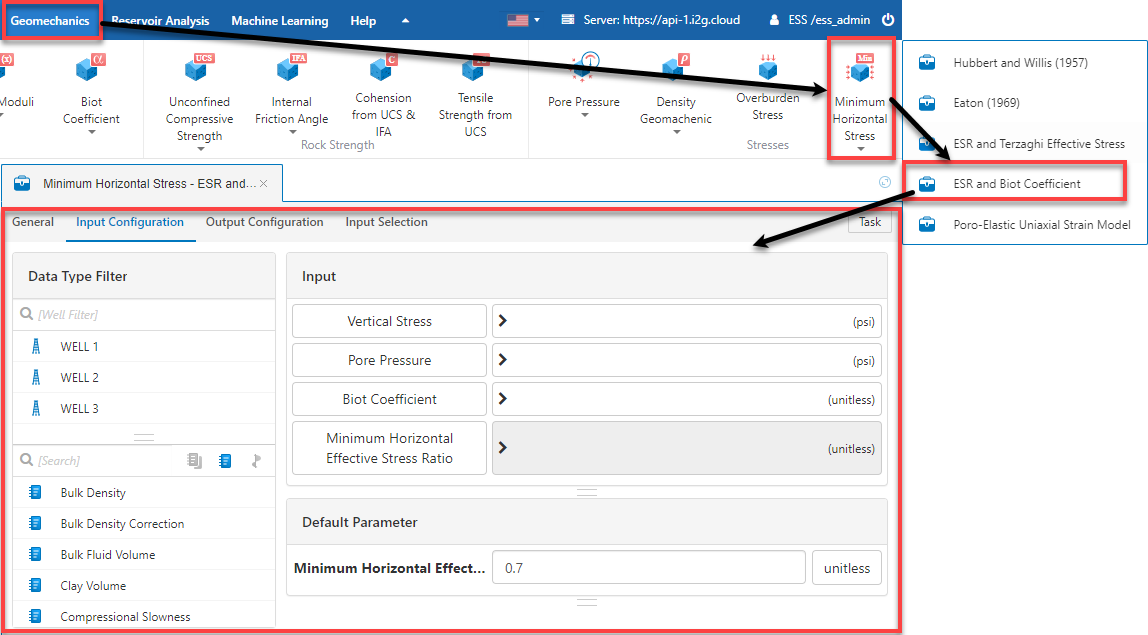 Geomechanics
Reservoir Analysis
Machine Learning
Help
Server: https://api-1.i2g.cloud
ESS /ess_admin
Moduli
α
Biot
Coefficient
UCS
Unconfined
Compressive
Strength
IFA
Internal
Friction Angle
C
Cohension
from UCS &
IFA
Tensile
Strength from
UCS
Rock Strength
Pore Pressure
ρ
Density
Geomachenic
Overburden
Stress
Min
Minimum
Horizontal
Stress
Stresses
Hubbert and Willis (1957)
Eaton (1969)
ESR and Terzaghi Effective Stress
ESR and Biot Coefficient
Poro-Elastic Uniaxial Strain Model
Minimum Horizontal Stress - ESR and...
General
Input Configuration
Output Configuration
Input Selection
Task
Data Type Filter
[Well Filter]
WELL 1
WELL 2
WELL 3
[Search]
Bulk Density
Bulk Density Correction
Bulk Fluid Volume
Clay Volume
Compressional Slowness
Input
Vertical Stress
(psi)
Pore Pressure
(psi)
Biot Coefficient
(unitless)
Minimum Horizontal
Effective Stress Ratio
(unitless)
Default Parameter
Minimum Horizontal Effect...
0.7
unitless